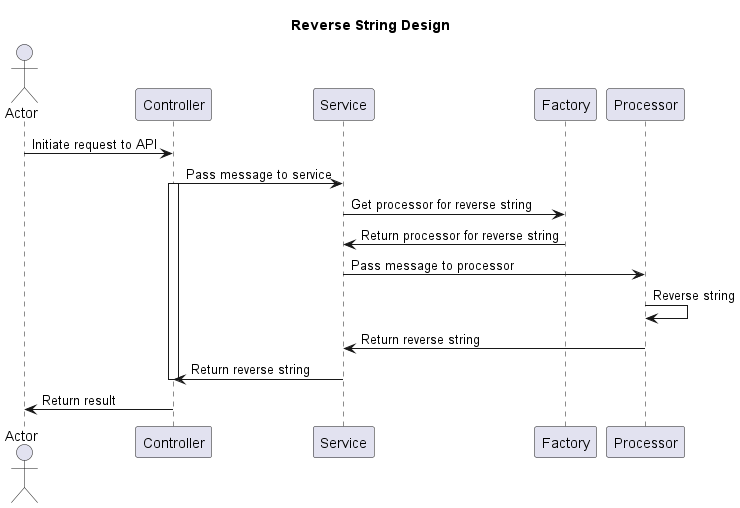 Reverse String Design
Actor
Controller
Service
Factory
Processor
Initiate request to API
Pass message to service
Get processor for reverse string
Return processor for reverse string
Pass message to processor
Reverse string
Return reverse string
Return reverse string
Return result
Actor
Controller
Service
Factory
Processor